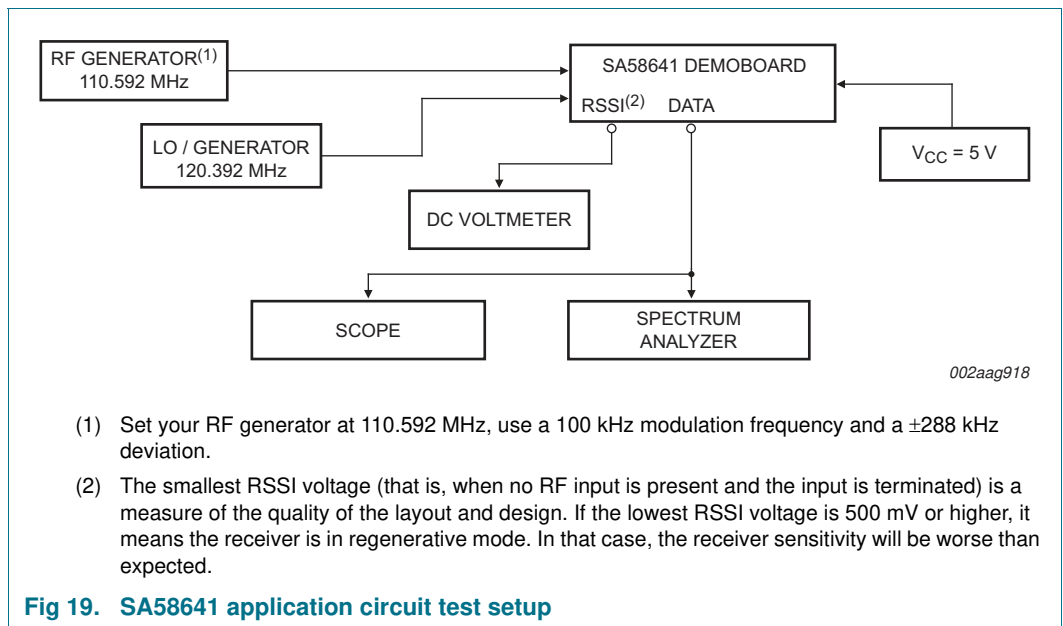 RF GENERATOR(1)
110.592 MHz
SA58641 DEMOBOARD
RSSI(2) DATA
LO / GENERATOR
120.392 MHz
VCC = 5 V
DC VOLTMETER
SCOPE
SPECTRUM
ANALYZER
002aag918
(1) Set your RF generator at 110.592 MHz, use a 100 kHz modulation frequency and a ±288 kHz
deviation.
(2) The smallest RSSI voltage (that is, when no RF input is present and the input is terminated) is a
measure of the quality of the layout and design. If the lowest RSSI voltage is 500 mV or higher, it
means the receiver is in regenerative mode. In that case, the receiver sensitivity will be worse than
expected.
Fig 19. SA58641 application circuit test setup